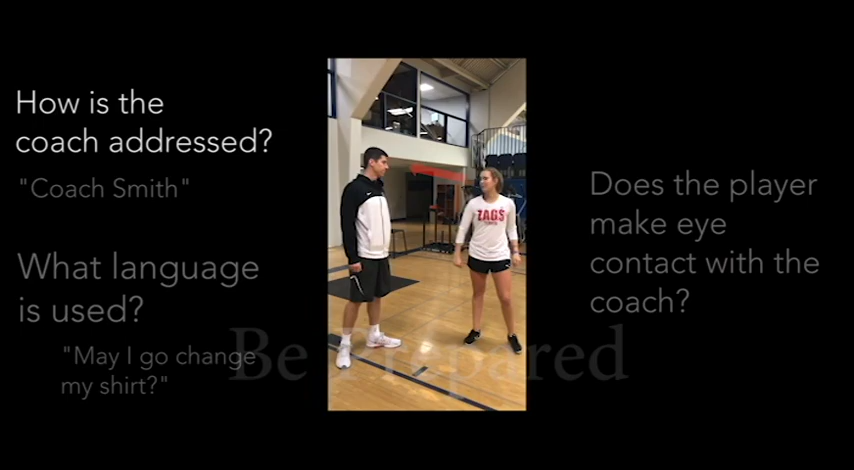 How is the
coach addressed?
"Coach Smith"
What language
is used?
"May I go change
my shirt?"
ZAGS
Does the player
make eye
contact with the
coach?
Be Prepared